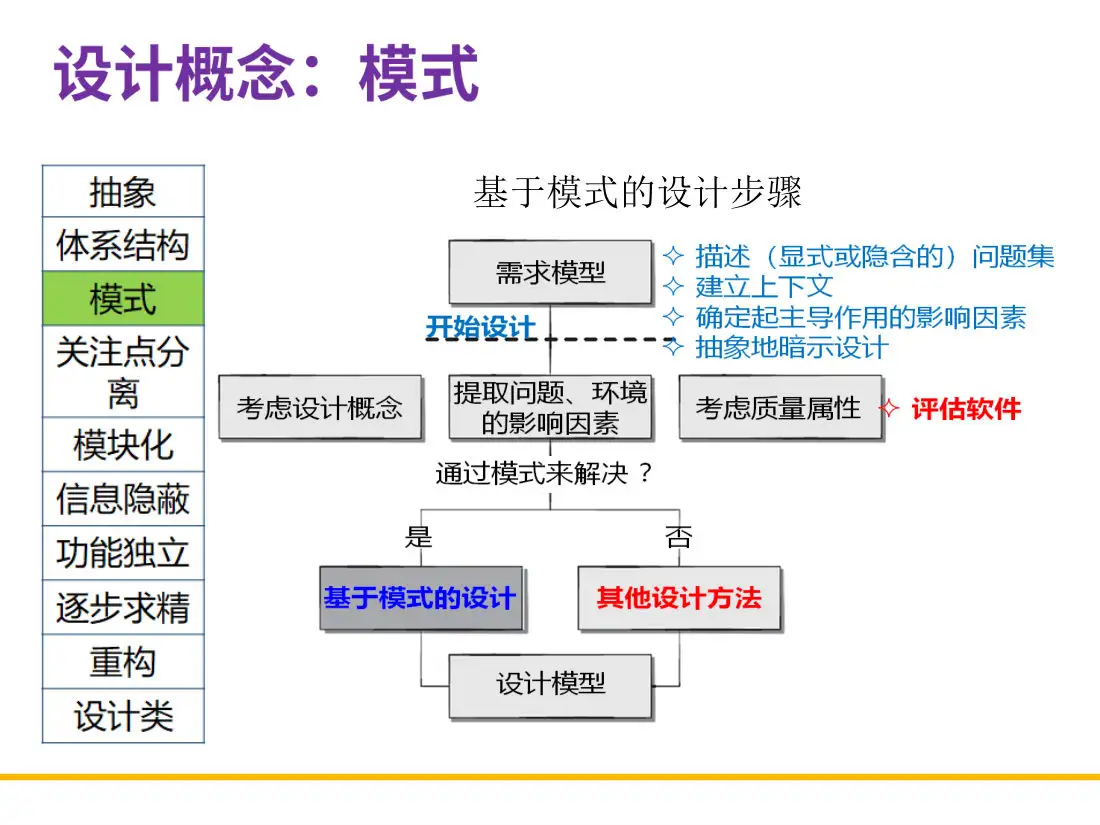 设计概念：模式
抽象
体系结构
模式
关注点分
离
模块化
信息隐蔽
功能独立
逐步求精
重构
设计类
基于模式的设计步骤
需求模型
✧ 描述（显式或隐含的）问题集
✧ 建立上下文
✧ 确定起主导作用的影响因素
✧ 抽象地暗示设计
开始设计
考虑设计概念
提取问题、环境
的影响因素
考虑质量属性
✧ 评估软件
通过模式来解决？
是
否
基于模式的设计
其他设计方法
设计模型